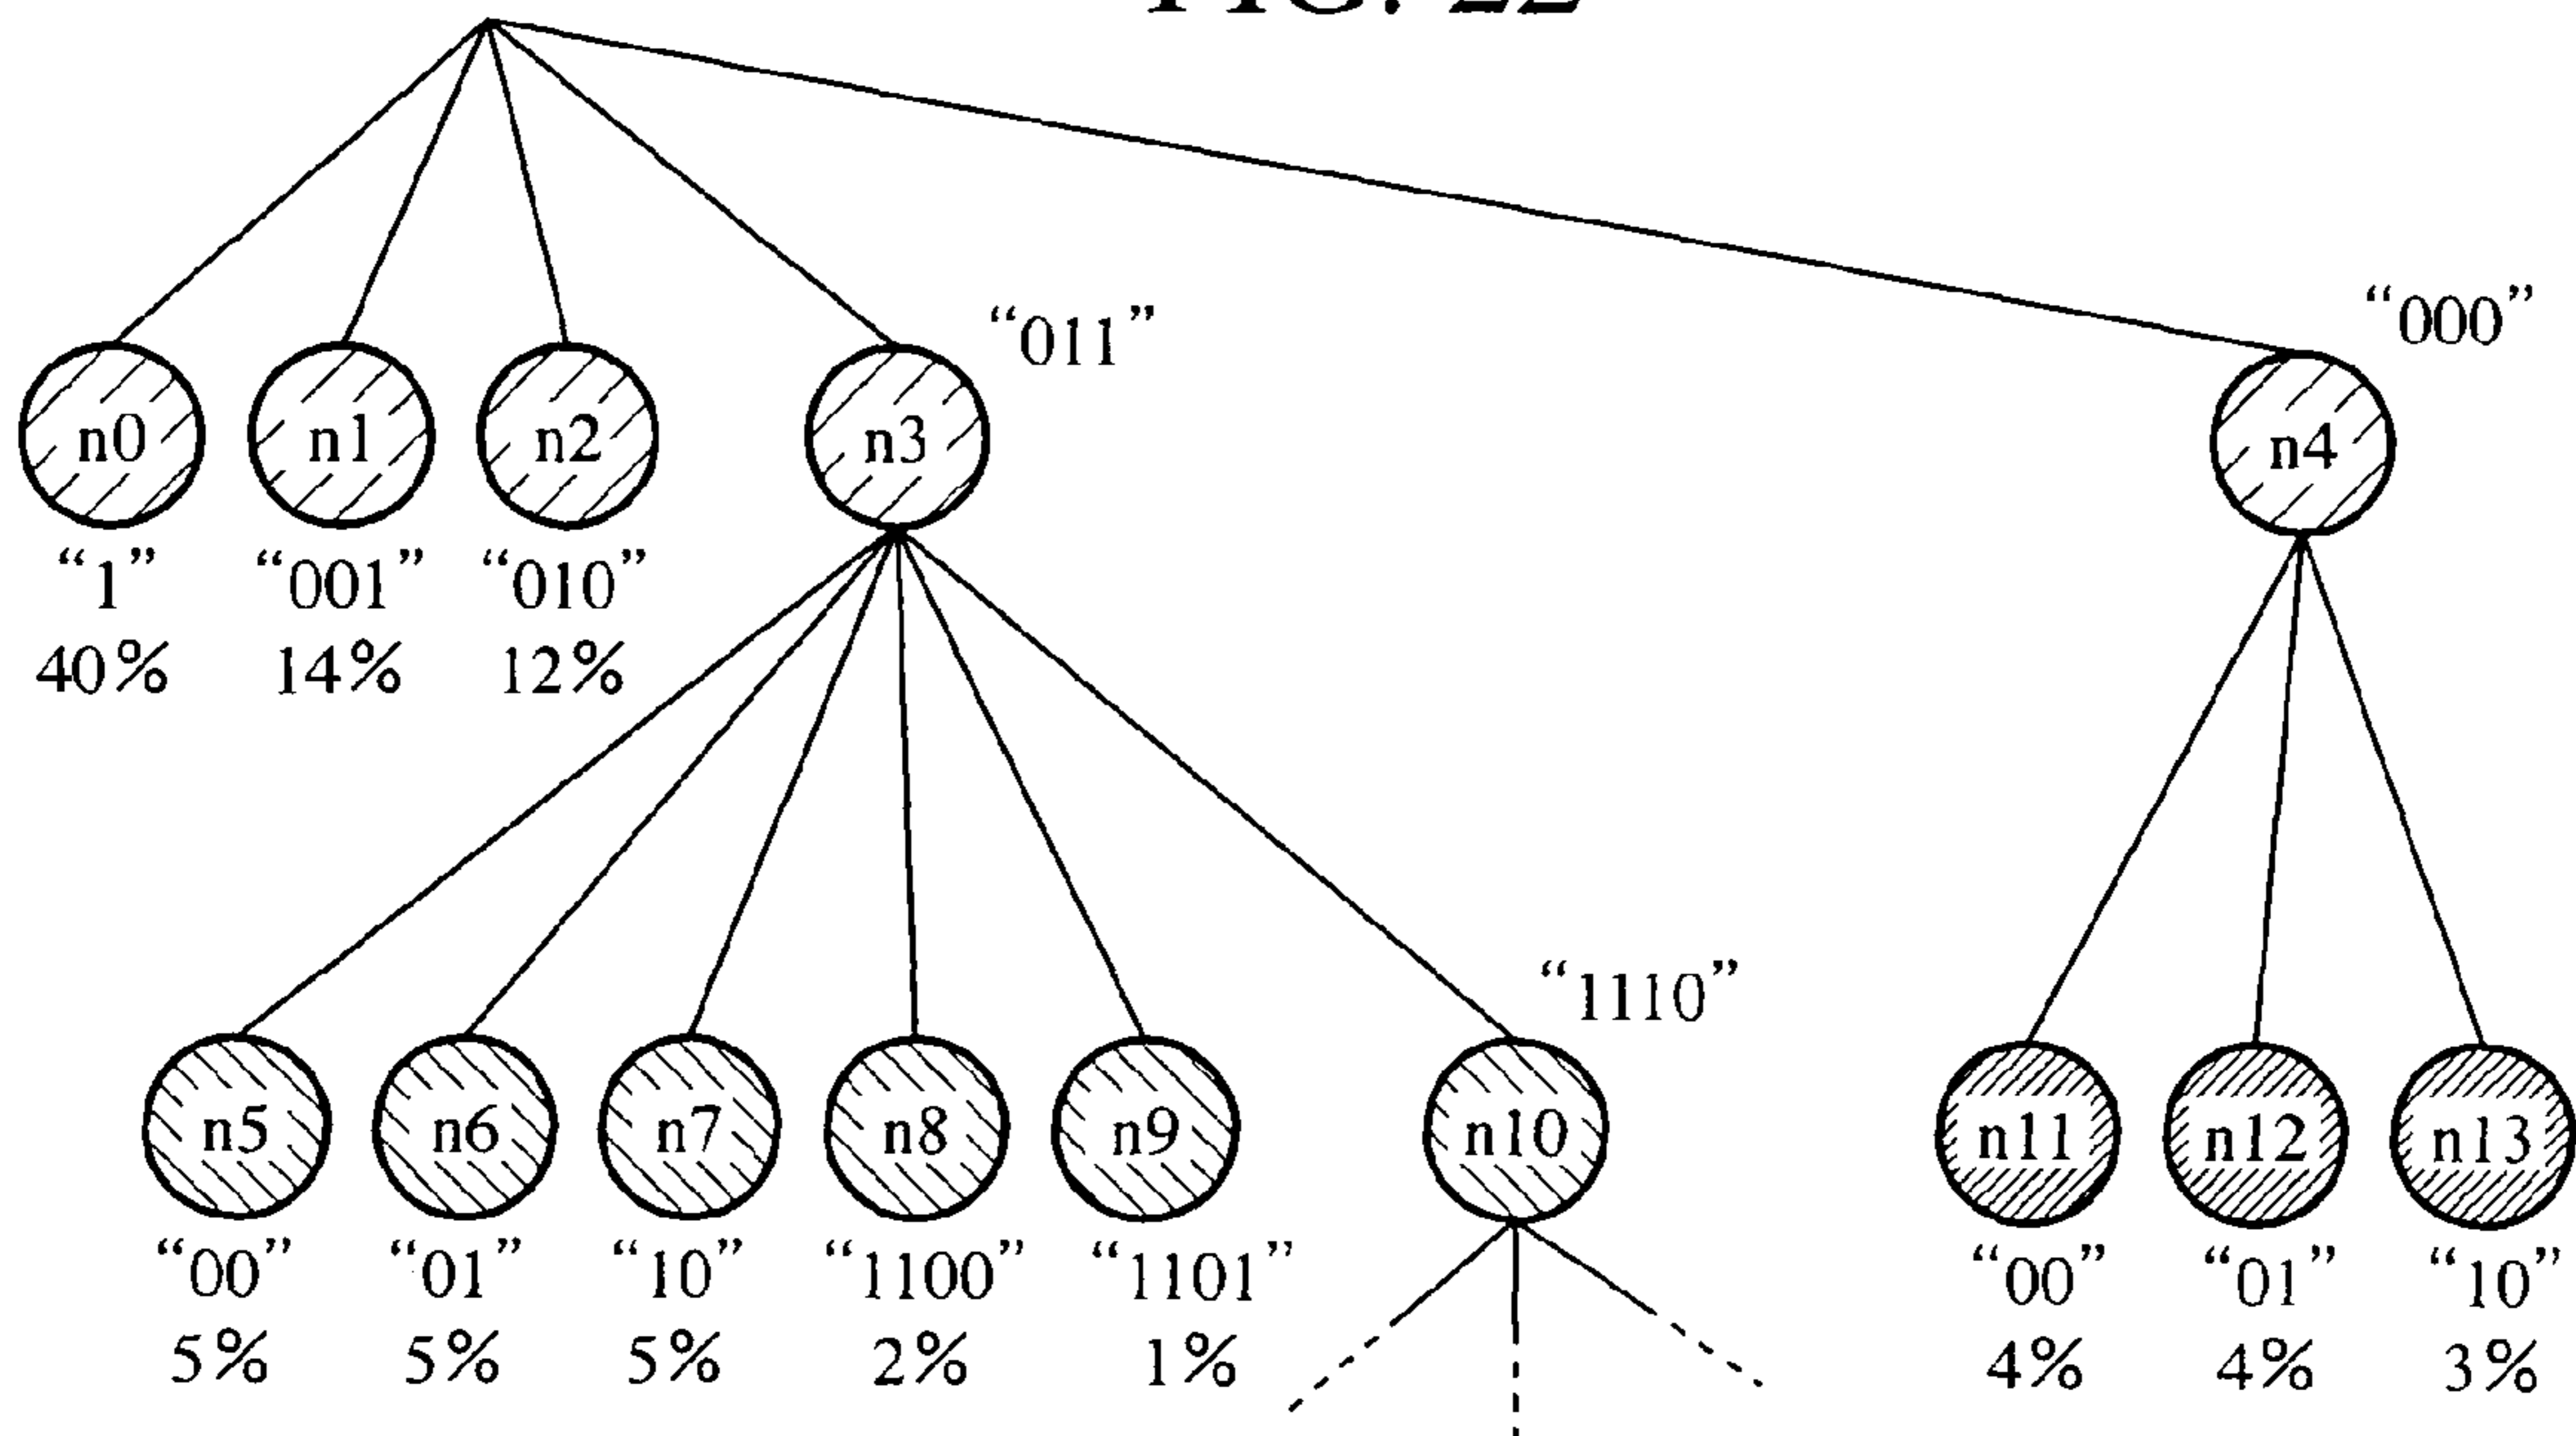 FIG. 22
"011"
"000"
n0 n1 n2 n3 n4
"1" "001" "010"
40% 14% 12%
"1110"
n5 n6 n7 n8 n9 n10 n11 n12 n13
"00" "01" "10" "1100" "1101" "00" "01" "10"
5% 5% 5% 2% 1% 4% 4% 3%